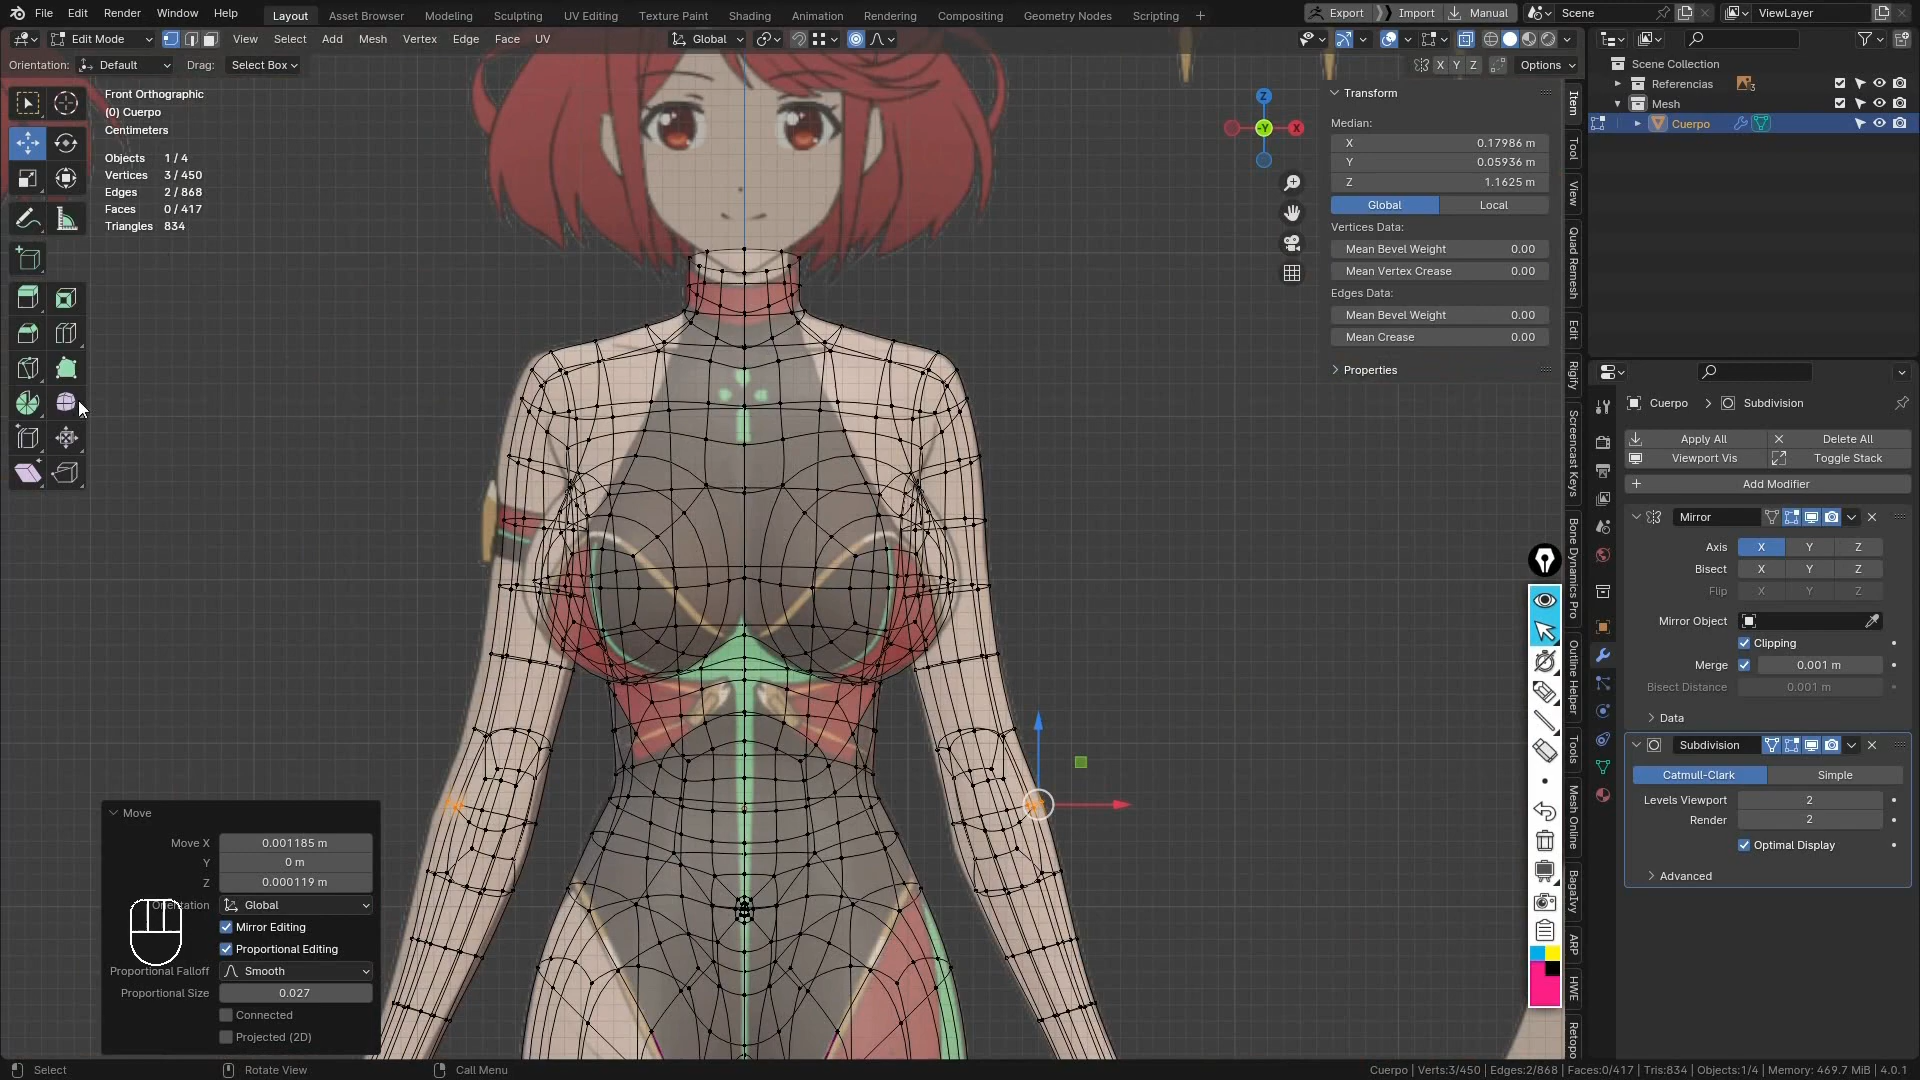 File Edit Render Window Help Layout Asset Browser Modeling Sculpting UV Editing Texture Paint Shading Animation Rendering Compositing Geometry Nodes Scripting + Export Import Manual Scene ViewLayer
Edit Mode View Select Add Mesh Vertex Edge Face UV Global
Orientation: Default Drag: Select Box X Y Z Options
Front Orthographic
(0) Cuerpo
Centimeters
Objects 1 / 4
Vertices 3 / 450
Edges 2 / 868
Faces 0 / 417
Triangles 834
Z
-Y
X
Transform
Median:
X 0.17986 m
Y 0.05936 m
Z 1.1625 m
Global Local
Vertices Data:
Mean Bevel Weight 0.00
Mean Vertex Crease 0.00
Edges Data:
Mean Bevel Weight 0.00
Mean Crease 0.00
Properties
Item
Tool
View
Quad Remesh
Edit
Rigify
Screencast Keys
Bone Dynamics Pro
Outline Helper
Tools
Mesh Online
BagaIvy
ARP
HWE
Retopo
Scene Collection
Referencias 3
Mesh
Cuerpo
Cuerpo Subdivision
Apply All Delete All
Viewport Vis Toggle Stack
Add Modifier
Mirror
Axis X Y Z
Bisect X Y Z
Flip X Y Z
Mirror Object
Clipping
Merge 0.001 m
Bisect Distance 0.001 m
Data
Subdivision
Catmull-Clark Simple
Levels Viewport 2
Render 2
Optimal Display
Advanced
Move
Move X 0.001185 m
Y 0 m
Z 0.000119 m
Global
Mirror Editing
Proportional Editing
Proportional Falloff Smooth
Proportional Size 0.027
Connected
Projected (2D)
Select Rotate View Call Menu Cuerpo | Verts:3/450 | Edges:2/868 | Faces:0/417 | Tris:834 | Objects:1/4 | Memory: 469.7 MiB | 4.0.1